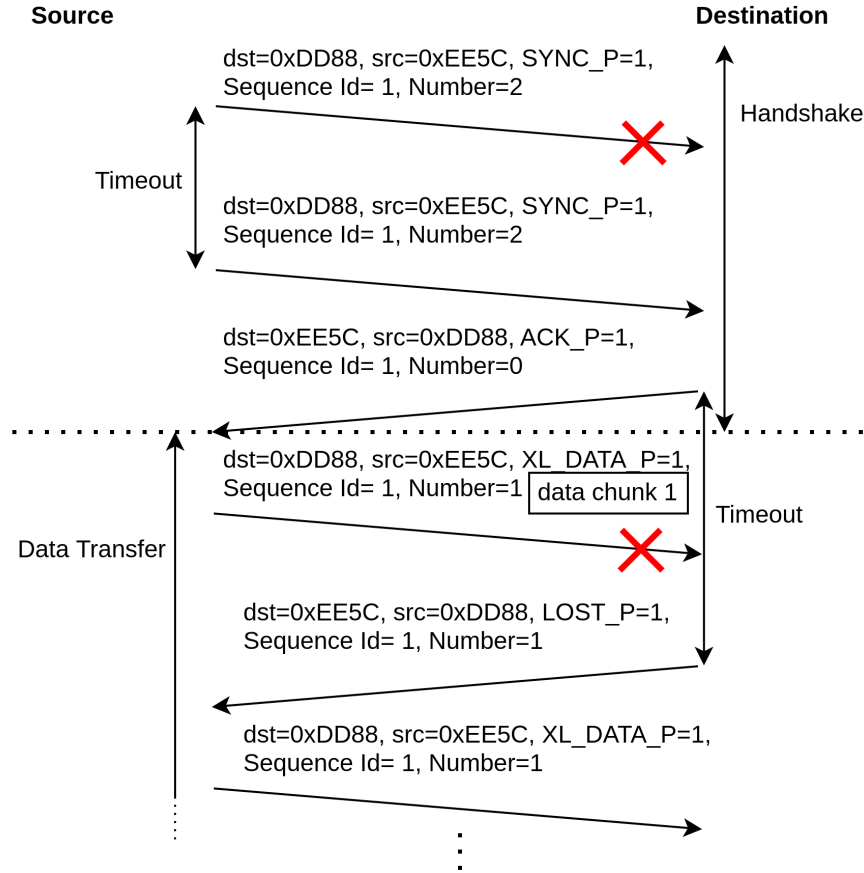 Source
Destination
dst=0xDD88, src=0xEE5C, SYNC_P=1,
Sequence Id= 1, Number=2
Handshake
Timeout
dst=0xDD88, src=0xEE5C, SYNC_P=1,
Sequence Id= 1, Number=2
dst=0xEE5C, src=0xDD88, ACK_P=1,
Sequence Id= 1, Number=0
dst=0xDD88, src=0xEE5C, XL_DATA_P=1,
Sequence Id= 1, Number=1
data chunk 1
Timeout
Data Transfer
dst=0xEE5C, src=0xDD88, LOST_P=1,
Sequence Id= 1, Number=1
dst=0xDD88, src=0xEE5C, XL_DATA_P=1,
Sequence Id= 1, Number=1